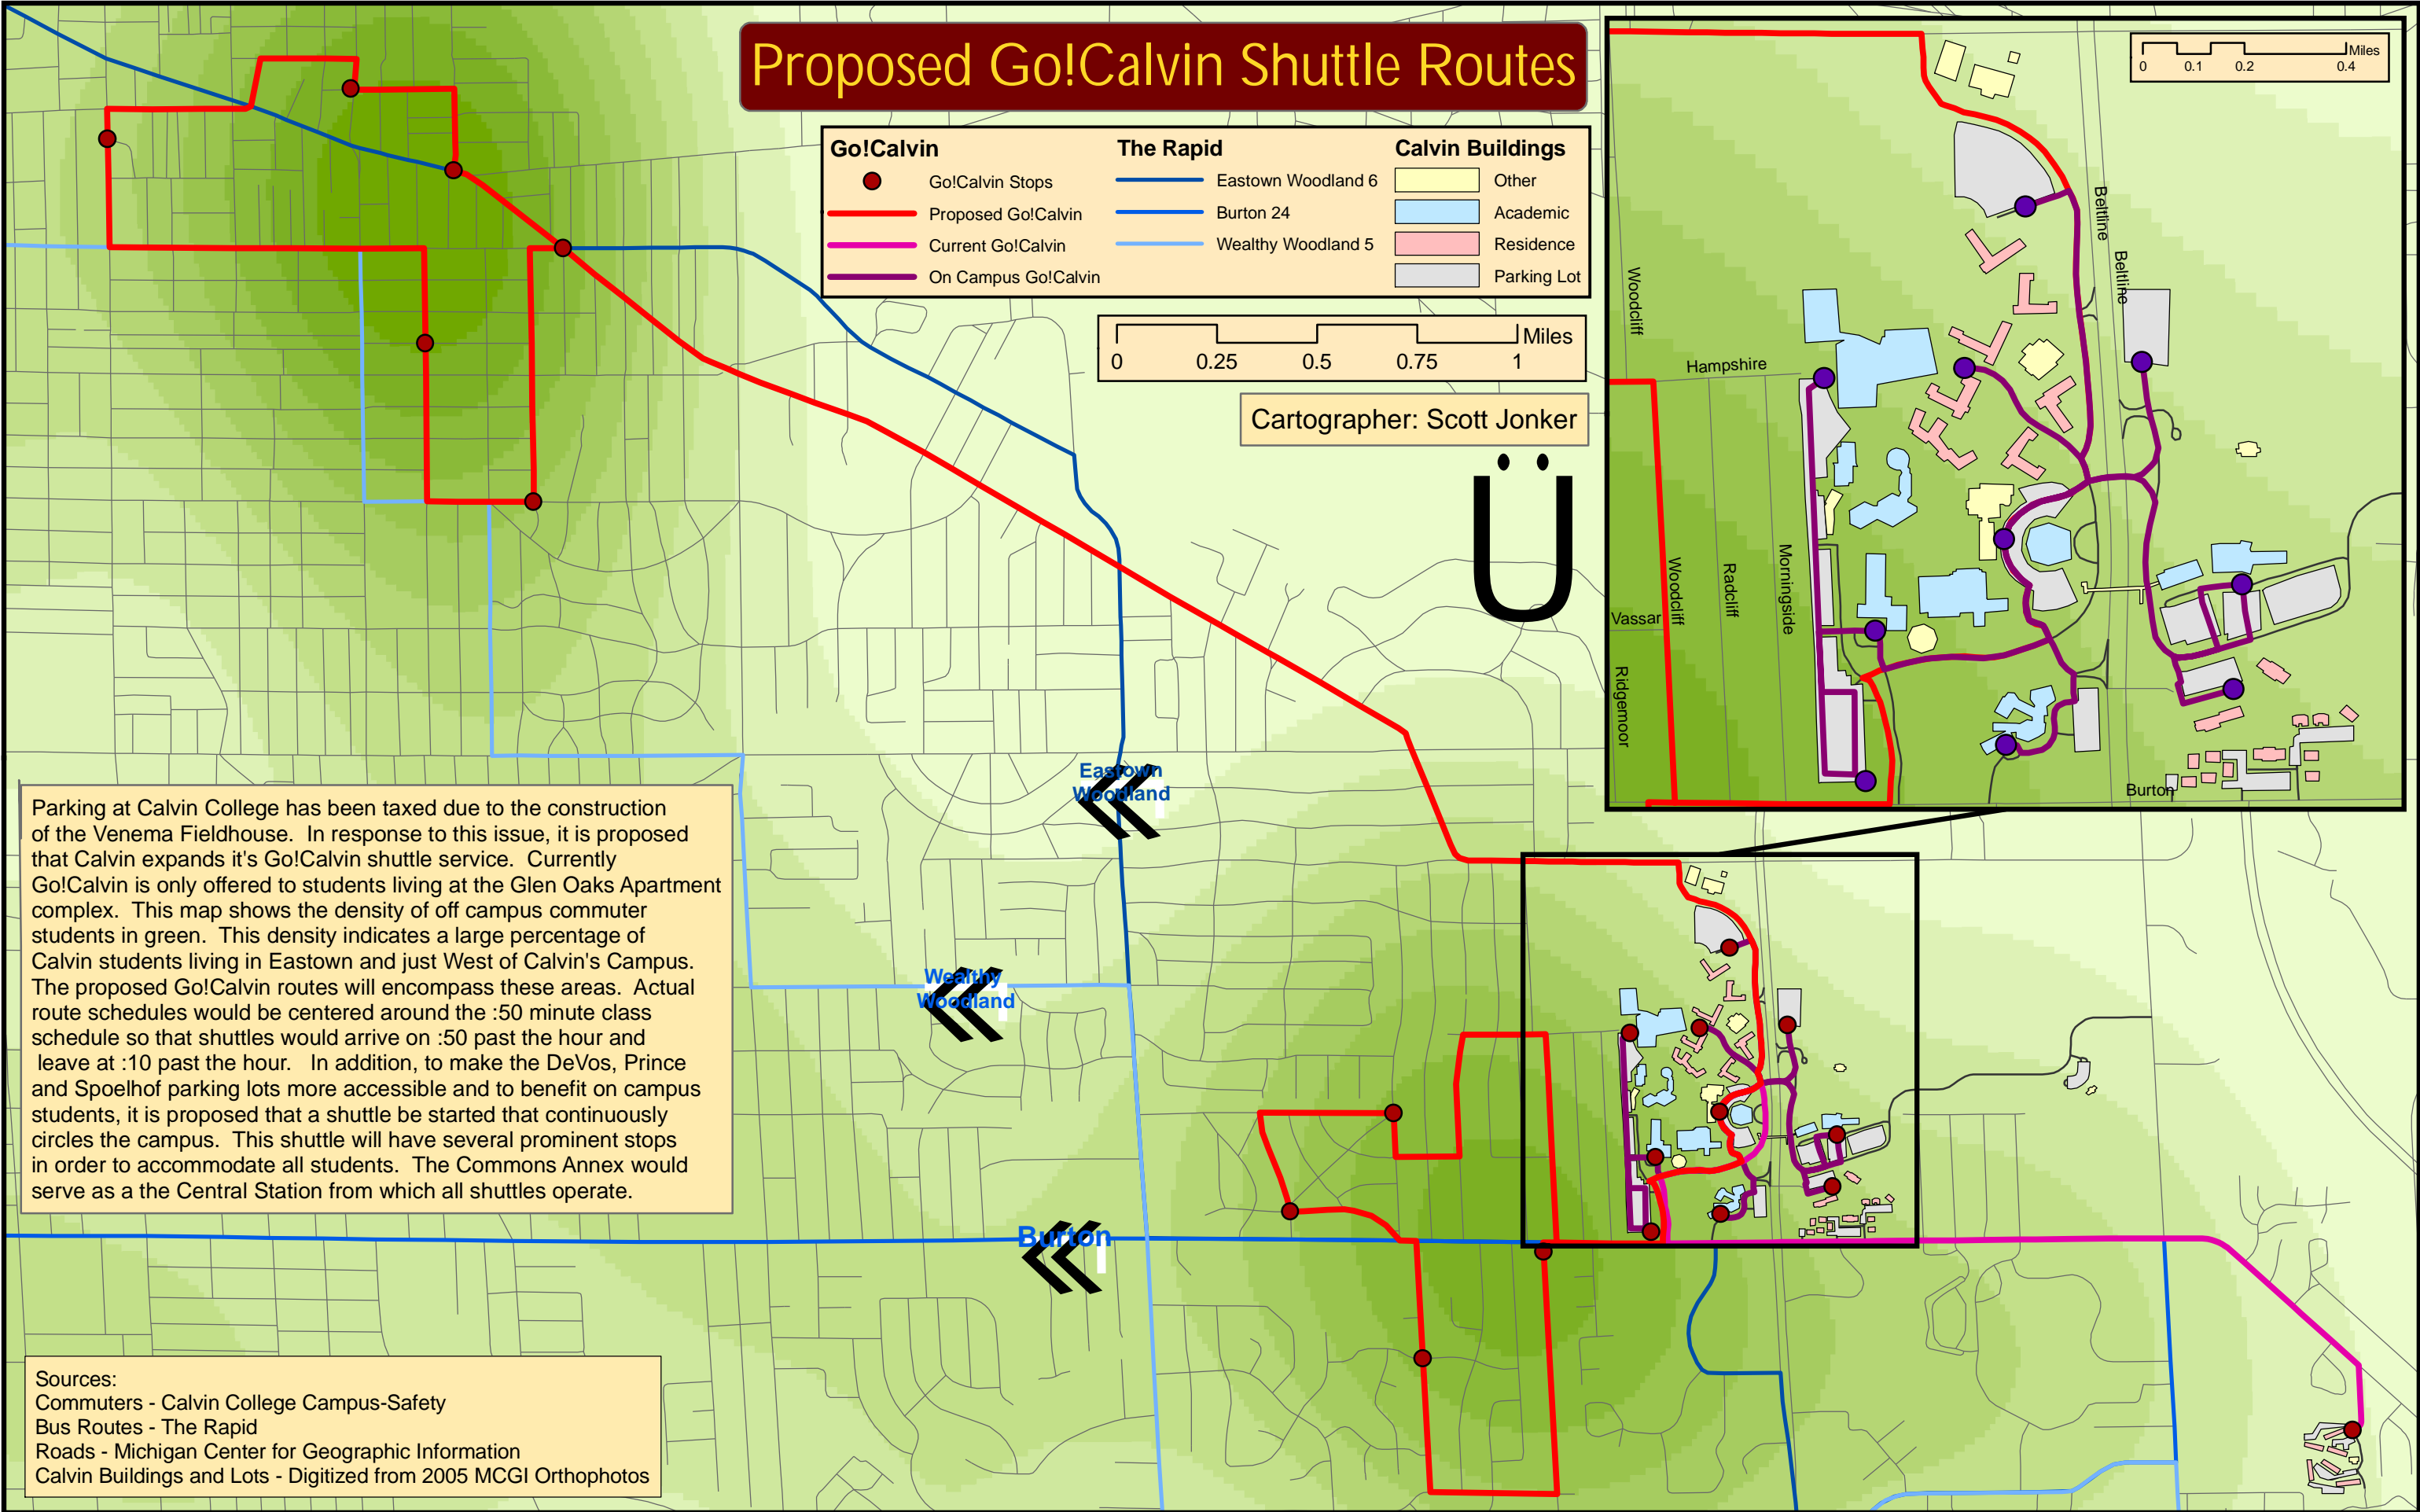 Proposed Go!Calvin Shuttle Routes
Go!Calvin
Go!Calvin Stops
Proposed Go!Calvin
Current Go!Calvin
On Campus Go!Calvin
The Rapid
Eastown Woodland 6
Burton 24
Wealthy Woodland 5
Calvin Buildings
Other
Academic
Residence
Parking Lot
0 0.25 0.5 0.75 1 Miles
Cartographer: Scott Jonker
Ü
0 0.1 0.2 0.4 Miles
Beltline
Beltline
Woodcliff
Hampshire
Woodcliff
Radcliff
Morningside
Vassar
Ridgemoor
Burton
Eastown
Woodland
Wealthy
Woodland
Burton
Parking at Calvin College has been taxed due to the construction
of the Venema Fieldhouse.  In response to this issue, it is proposed
that Calvin expands it's Go!Calvin shuttle service.  Currently
Go!Calvin is only offered to students living at the Glen Oaks Apartment
complex.  This map shows the density of off campus commuter
students in green.  This density indicates a large percentage of
Calvin students living in Eastown and just West of Calvin's Campus.
The proposed Go!Calvin routes will encompass these areas.  Actual
route schedules would be centered around the :50 minute class
schedule so that shuttles would arrive on :50 past the hour and
leave at :10 past the hour.   In addition, to make the DeVos, Prince
and Spoelhof parking lots more accessible and to benefit on campus
students, it is proposed that a shuttle be started that continuously
circles the campus.  This shuttle will have several prominent stops
in order to accommodate all students.  The Commons Annex would
serve as a the Central Station from which all shuttles operate.
Sources:
Commuters - Calvin College Campus-Safety
Bus Routes - The Rapid
Roads - Michigan Center for Geographic Information
Calvin Buildings and Lots - Digitized from 2005 MCGI Orthophotos